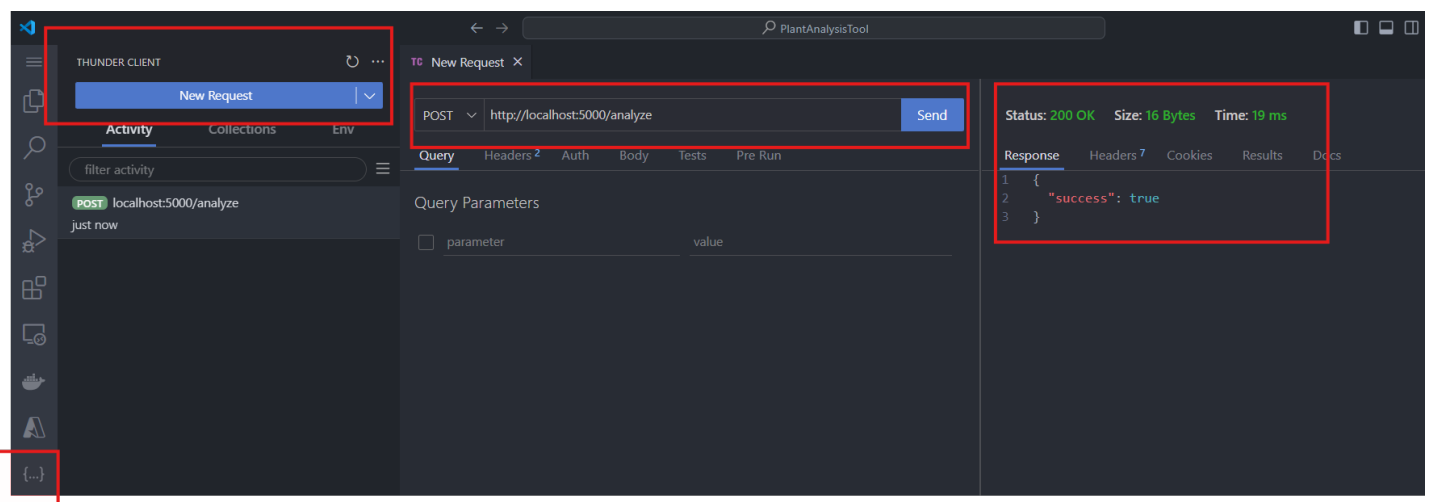 PlantAnalysisTool
THUNDER CLIENT
New Request
Activity Collections Env
filter activity
POST localhost:5000/analyze
just now
{...}
TC New Request
POST http://localhost:5000/analyze Send
Query Headers 2 Auth Body Tests Pre Run
Query Parameters
parameter value
Status: 200 OK Size: 16 Bytes Time: 19 ms
Response Headers 7 Cookies Results Docs
1 {
2 "success": true
3 }